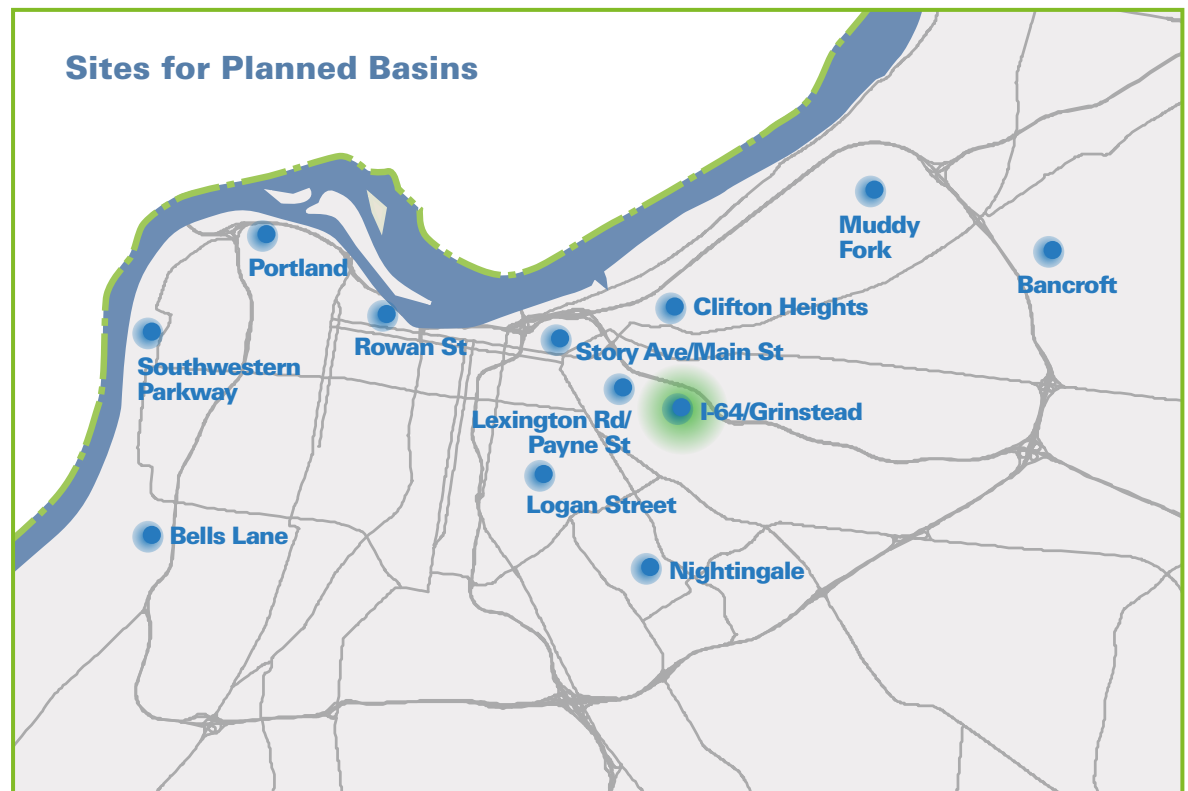 Sites for Planned Basins
Muddy
Fork
Portland
Bancroft
Clifton Heights
Rowan St
Story Ave/Main St
Southwestern
Parkway
I-64/Grinstead
Lexington Rd/
Payne St
Logan Street
Bells Lane
Nightingale